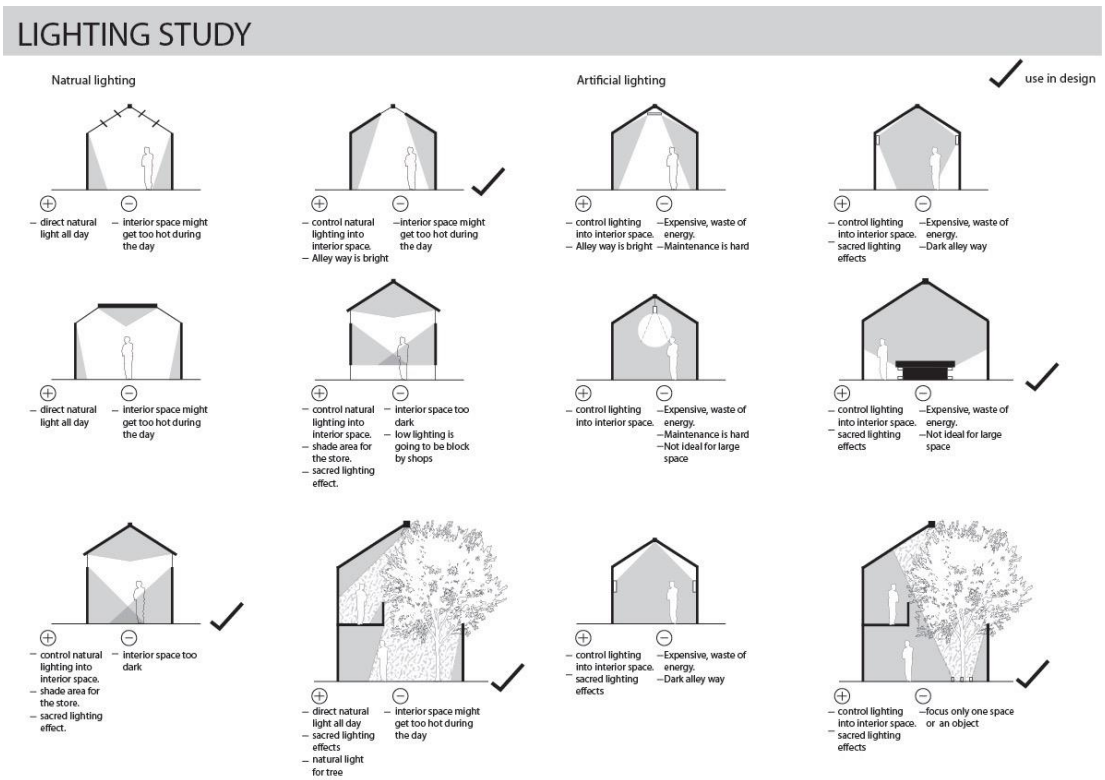 LIGHTING STUDY
Natrual lighting
Artificial lighting
use in design
– direct natural
light all day
– interior space might
get too hot during
the day
– control natural
lighting into
interior space.
– Alley way is bright
–interior space might
get too hot during
the day
– control lighting
into interior space.
– Alley way is bright
–Expensive, waste of
energy.
–Maintenance is hard
– control lighting
into interior space.
– sacred lighting
effects
–Expensive, waste of
energy.
–Dark alley way
– direct natural
light all day
– interior space might
get too hot during
the day
– control natural
lighting into
interior space.
– shade area for
the store.
– sacred lighting
effect.
– interior space too
dark
– low lighting is
going to be block
by shops
– control lighting
into interior space.
–Expensive, waste of
energy.
–Maintenance is hard
–Not ideal for large
space
– control lighting
into interior space.
– sacred lighting
effects
–Expensive, waste of
energy.
–Not ideal for large
space
– control natural
lighting into
interior space.
– shade area for
the store.
– sacred lighting
effect.
– interior space too
dark
– direct natural
light all day
– sacred lighting
effects
– natural light
for tree
– interior space might
get too hot during
the day
– control lighting
into interior space.
– sacred lighting
effects
–Expensive, waste of
energy.
–Dark alley way
– control lighting
into interior space.
– sacred lighting
effects
–focus only one space
or an object